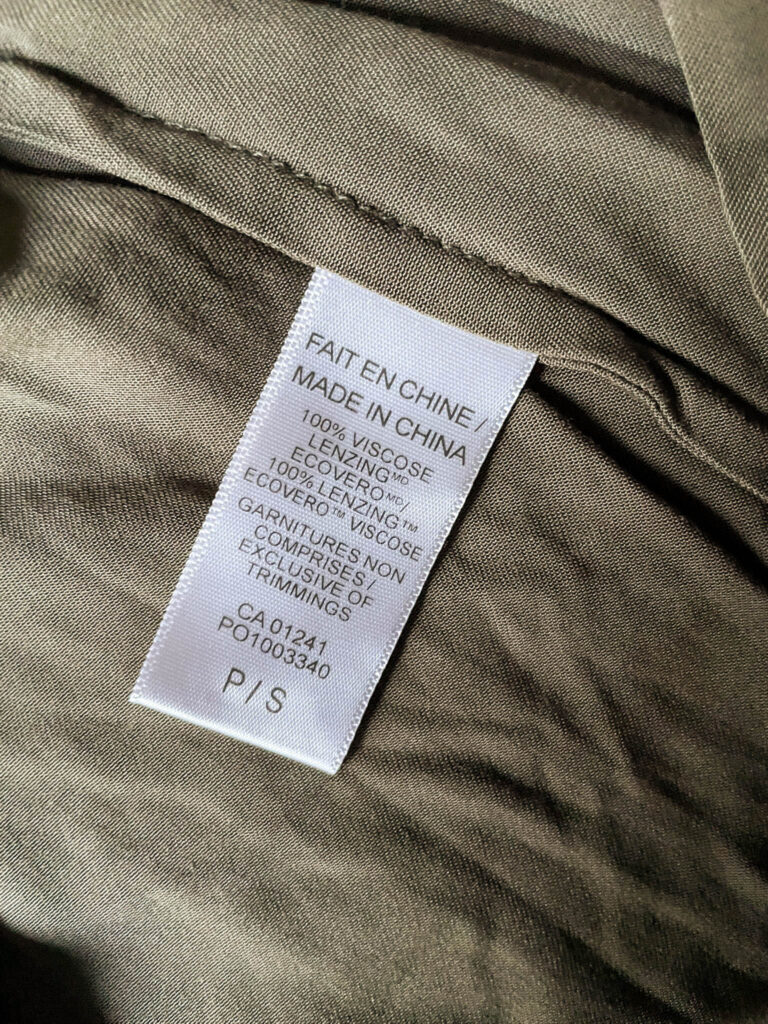 FAIT EN CHINE /
MADE IN CHINA
100% VISCOSE
LENZINGᴹᴰ
ECOVEROᴹᴰ/
100% LENZING™
ECOVERO™ VISCOSE
GARNITURES NON
COMPRISES /
EXCLUSIVE OF
TRIMMINGS
CA 01241
PO1003340
P / S